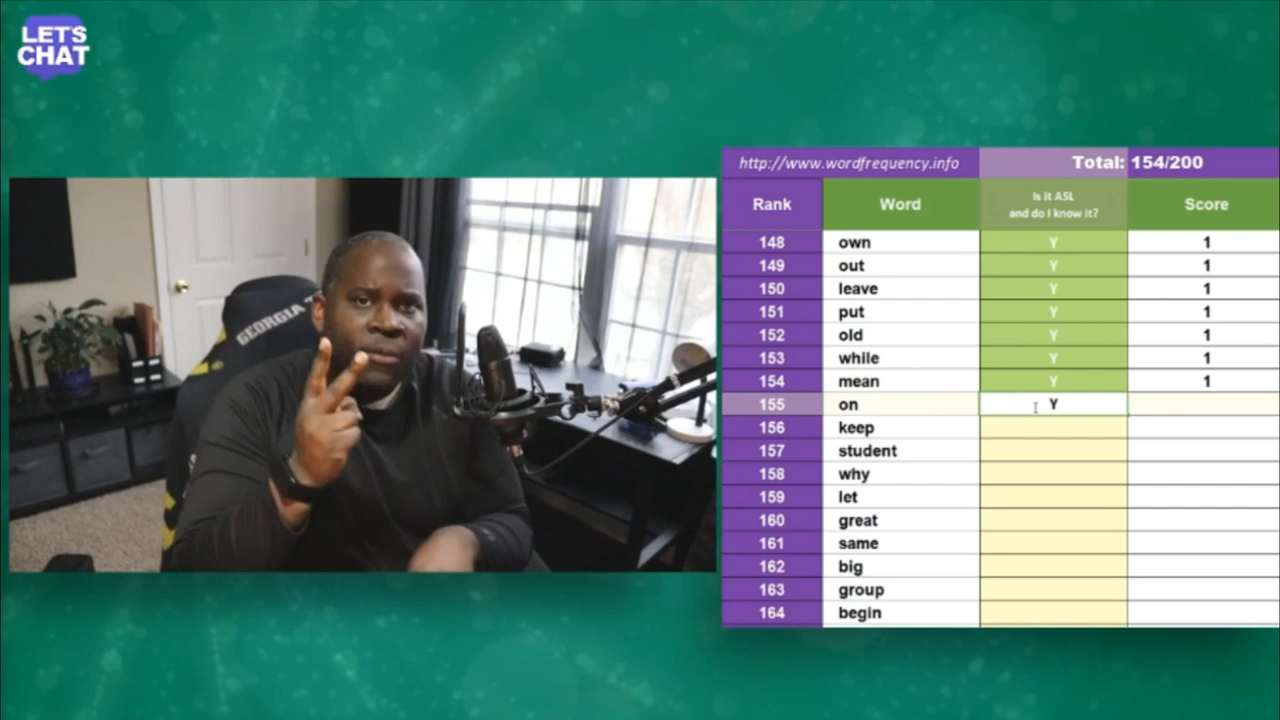 LETS
CHAT
GEORGIA T
http://www.wordfrequency.info Total: 154/200
Rank Word Is it ASL and do I know it? Score
148 own Y 1
149 out Y 1
150 leave Y 1
151 put Y 1
152 old Y 1
153 while Y 1
154 mean Y 1
155 on Y
156 keep
157 student
158 why
159 let
160 great
161 same
162 big
163 group
164 begin